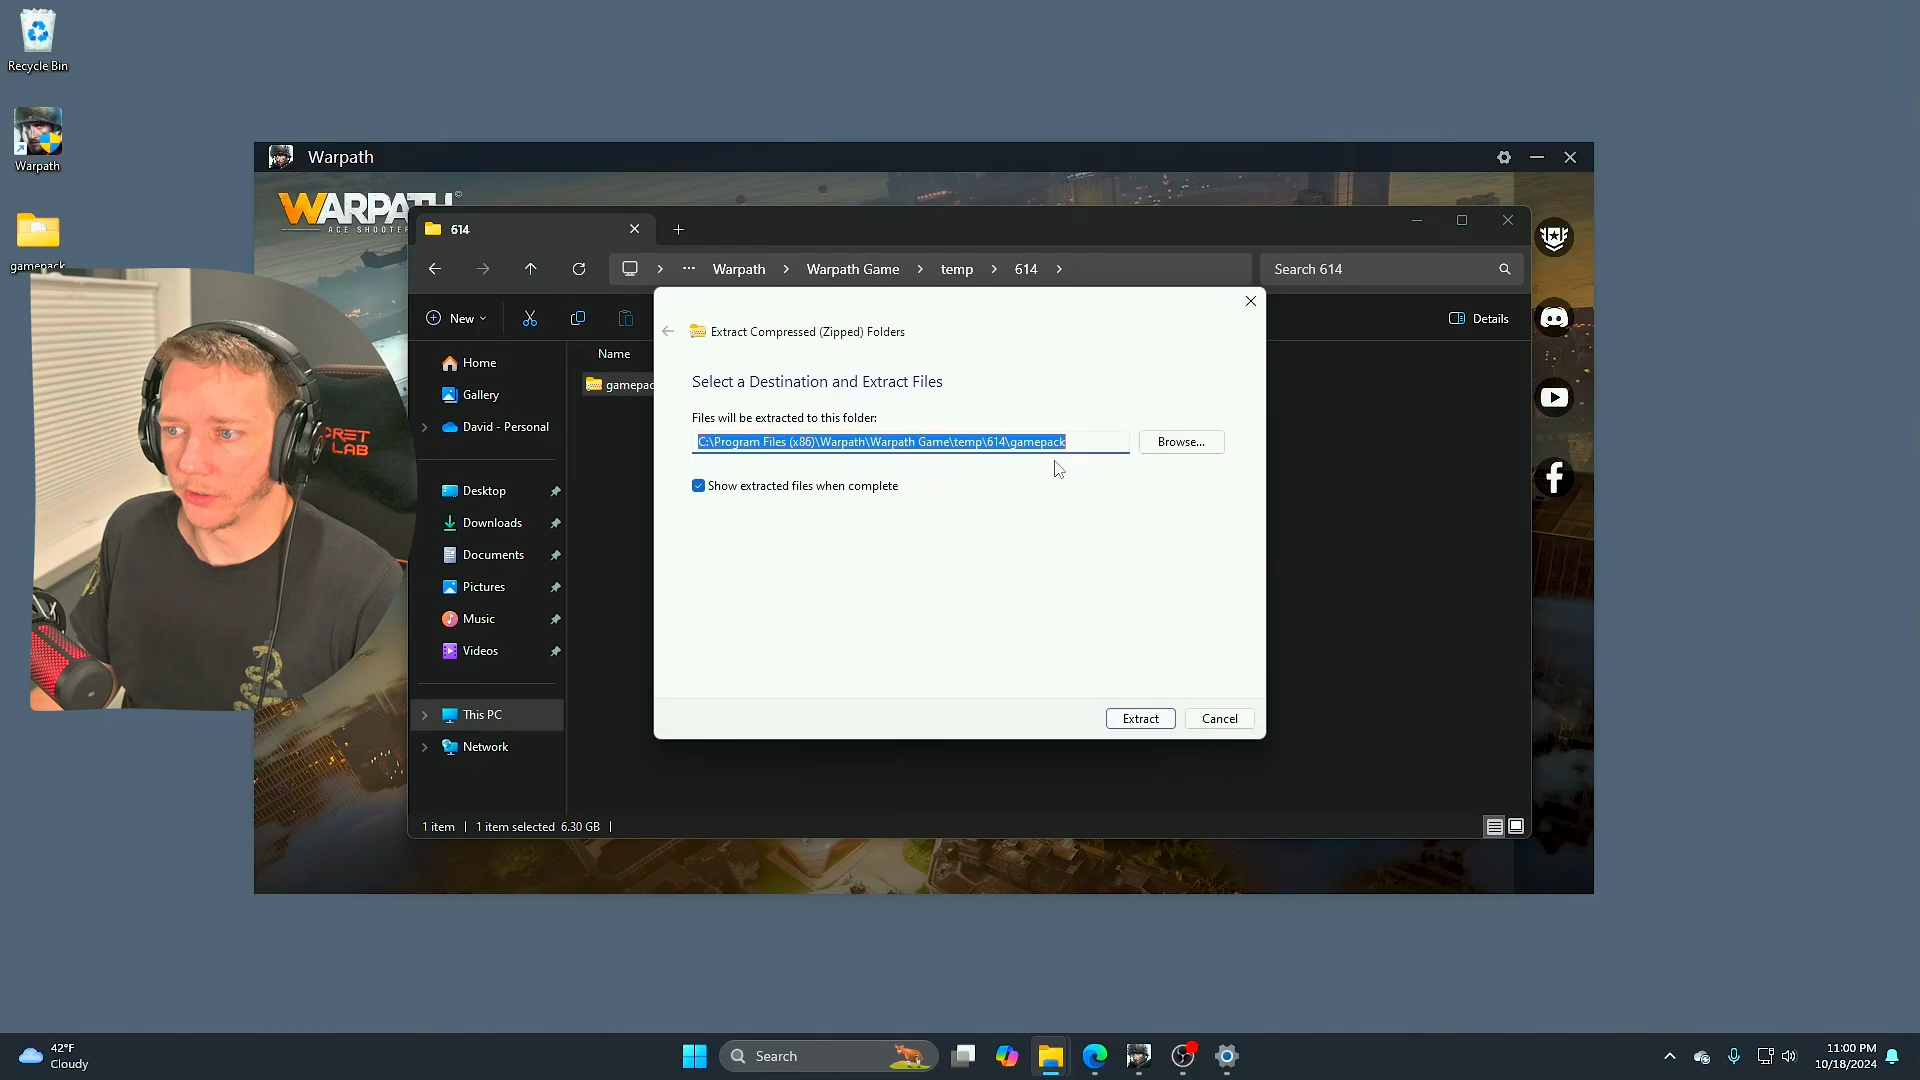 Recycle Bin
Warpath
gamepack
Warpath
WARPATH
ACE SHOOTER
614
Warpath
Warpath Game
temp
614
Search 614
New
Details
Home
Gallery
David - Personal
Desktop
Downloads
Documents
Pictures
Music
Videos
This PC
Network
Name
gamepac
Extract Compressed (Zipped) Folders
Select a Destination and Extract Files
Files will be extracted to this folder:
C:\Program Files (x86)\Warpath\Warpath Game\temp\614\gamepack
Browse...
Show extracted files when complete
Extract
Cancel
1 item
1 item selected 6.30 GB
42°F
Cloudy
Search
11:00 PM
10/18/2024